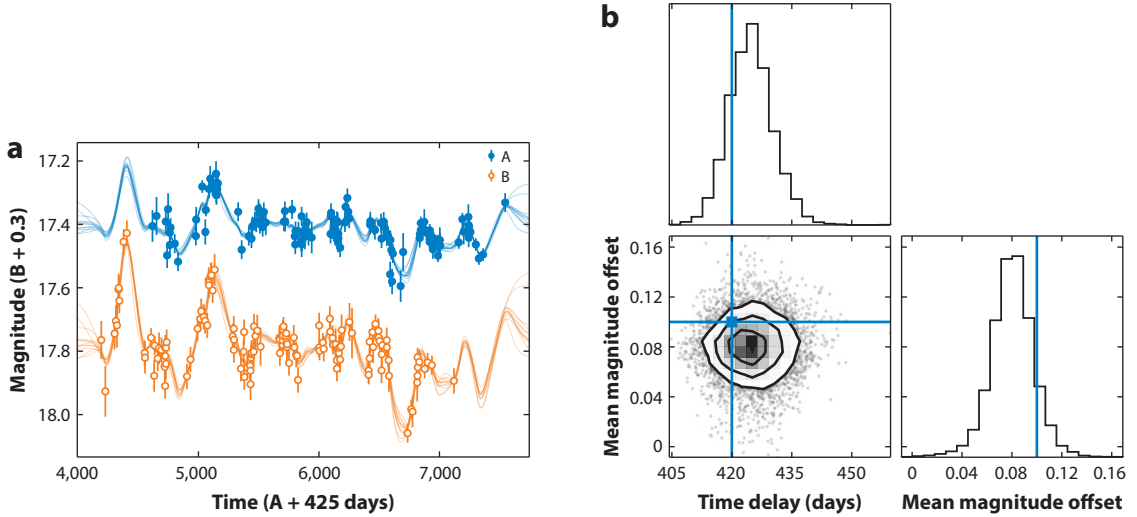 a
17.2
17.4
17.6
17.8
18.0
Magnitude (B + 0.3)
A
B
4,000 5,000 6,000 7,000
Time (A + 425 days)
b
0.16
0.12
0.08
0.04
0
Mean magnitude offset
405 420 435 450
Time delay (days)
0 0.04 0.08 0.12 0.16
Mean magnitude offset